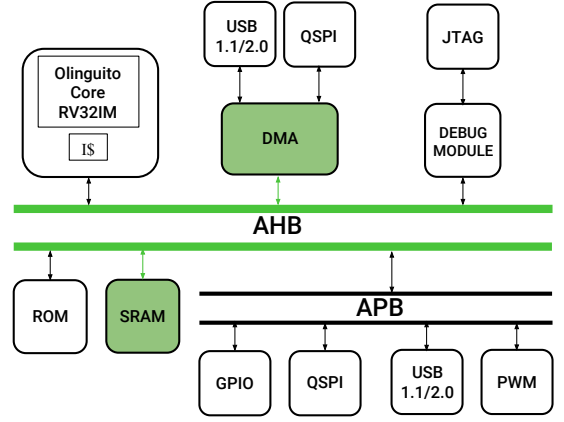 USB
1.1/2.0
QSPI
JTAG
Olinguito
Core
RV32IM
I$
DMA
DEBUG
MODULE
AHB
ROM
SRAM
APB
GPIO
QSPI
USB
1.1/2.0
PWM